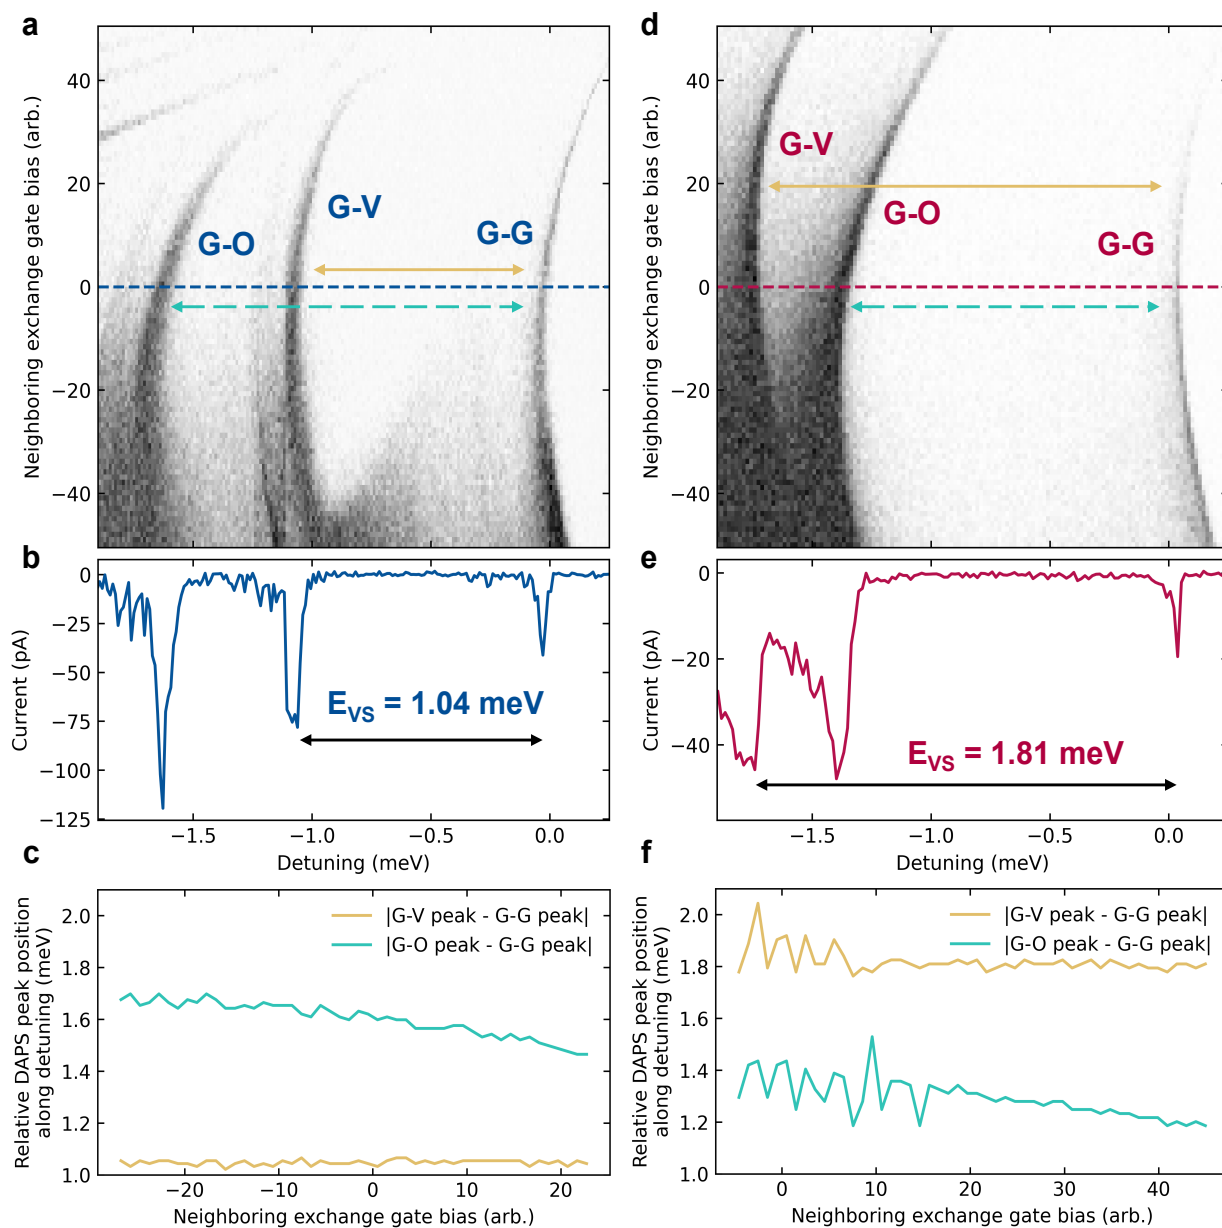 a
Neighboring exchange gate bias (arb.)
40
20
0
−20
−40
G-O
G-V
G-G
b
Current (pA)
0
−25
−50
−75
−100
−125
E_VS = 1.04 meV
−1.5
−1.0
−0.5
0.0
Detuning (meV)
c
Relative DAPS peak position
along detuning (meV)
2.0
1.8
1.6
1.4
1.2
1.0
|G-V peak - G-G peak|
|G-O peak - G-G peak|
−20
−10
0
10
20
Neighboring exchange gate bias (arb.)
d
Neighboring exchange gate bias (arb.)
40
20
0
−20
−40
G-V
G-O
G-G
e
Current (pA)
0
−20
−40
E_VS = 1.81 meV
−1.5
−1.0
−0.5
0.0
Detuning (meV)
f
Relative DAPS peak position
along detuning (meV)
2.0
1.8
1.6
1.4
1.2
1.0
|G-V peak - G-G peak|
|G-O peak - G-G peak|
0
10
20
30
40
Neighboring exchange gate bias (arb.)